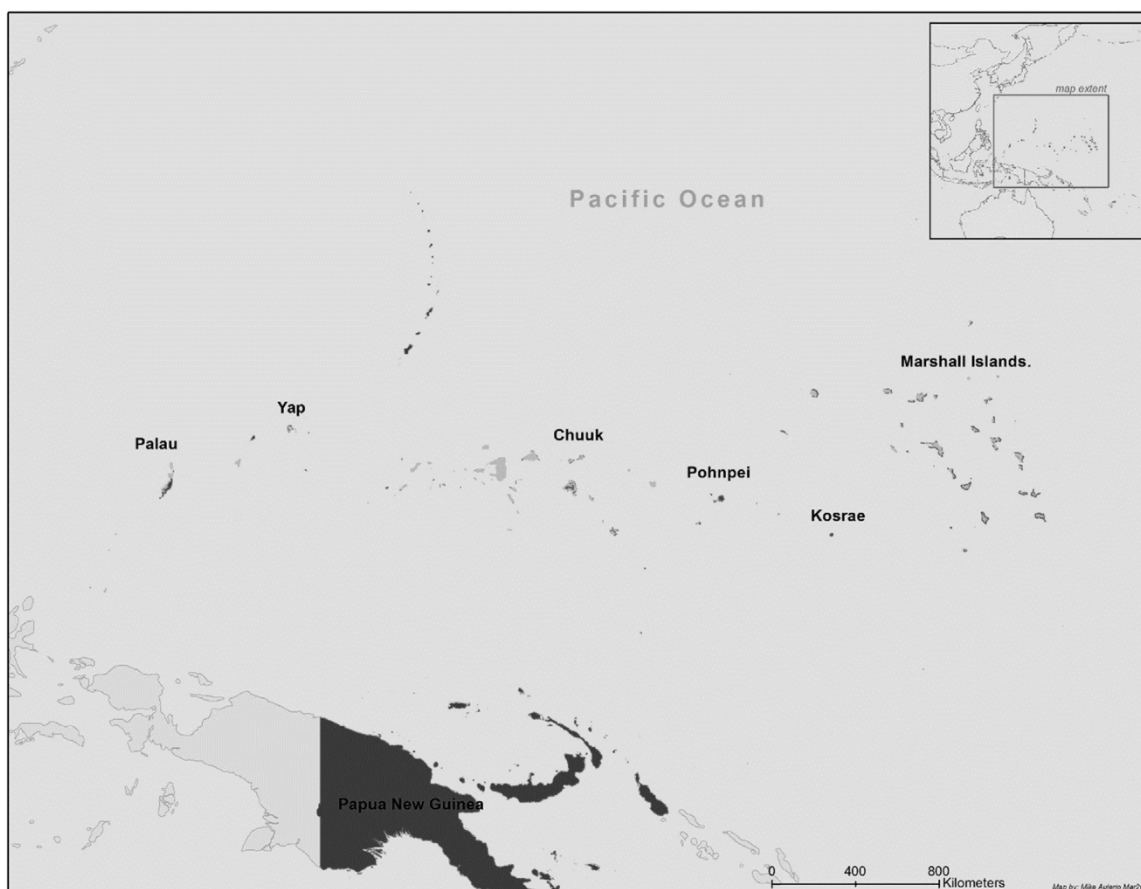 map extent
Pacific Ocean
Marshall Islands.
Yap
Palau
Chuuk
Pohnpei
Kosrae
Papua New Guinea
0 400 800
Kilometers
Map by: Mike